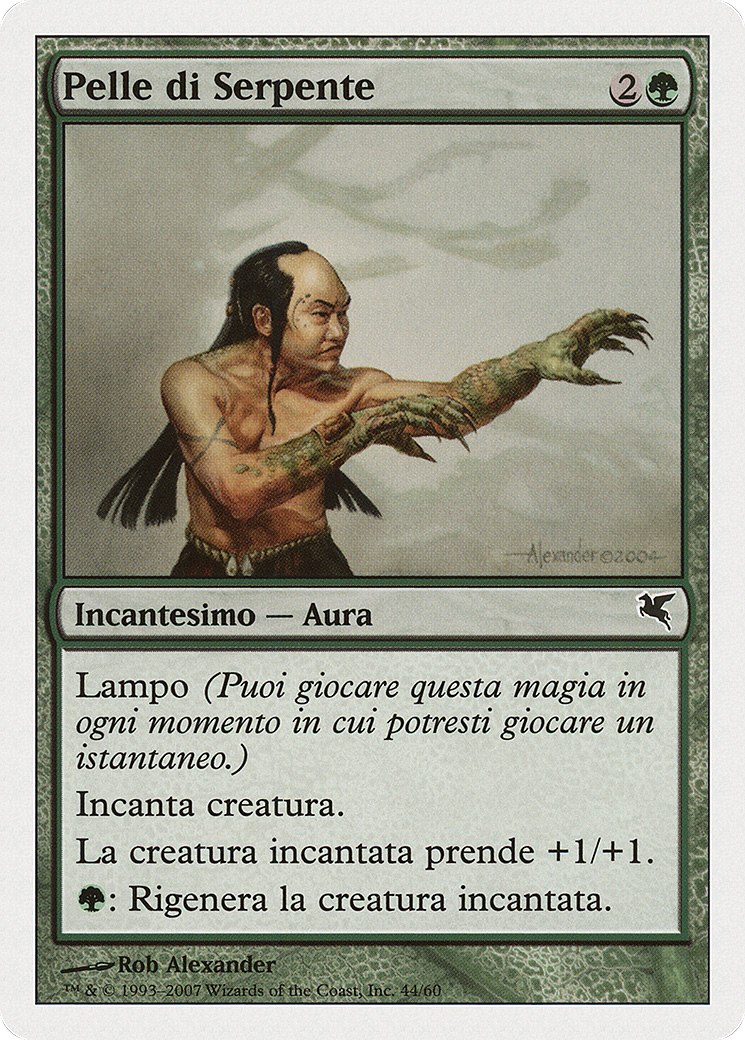 Pelle di Serpente 2
Alexander©2004
Incantesimo — Aura
Lampo (Puoi giocare questa magia in
ogni momento in cui potresti giocare un
istantaneo.)
Incanta creatura.
La creatura incantata prende +1/+1.
: Rigenera la creatura incantata.
Rob Alexander
™ & © 1993–2007 Wizards of the Coast, Inc. 44/60